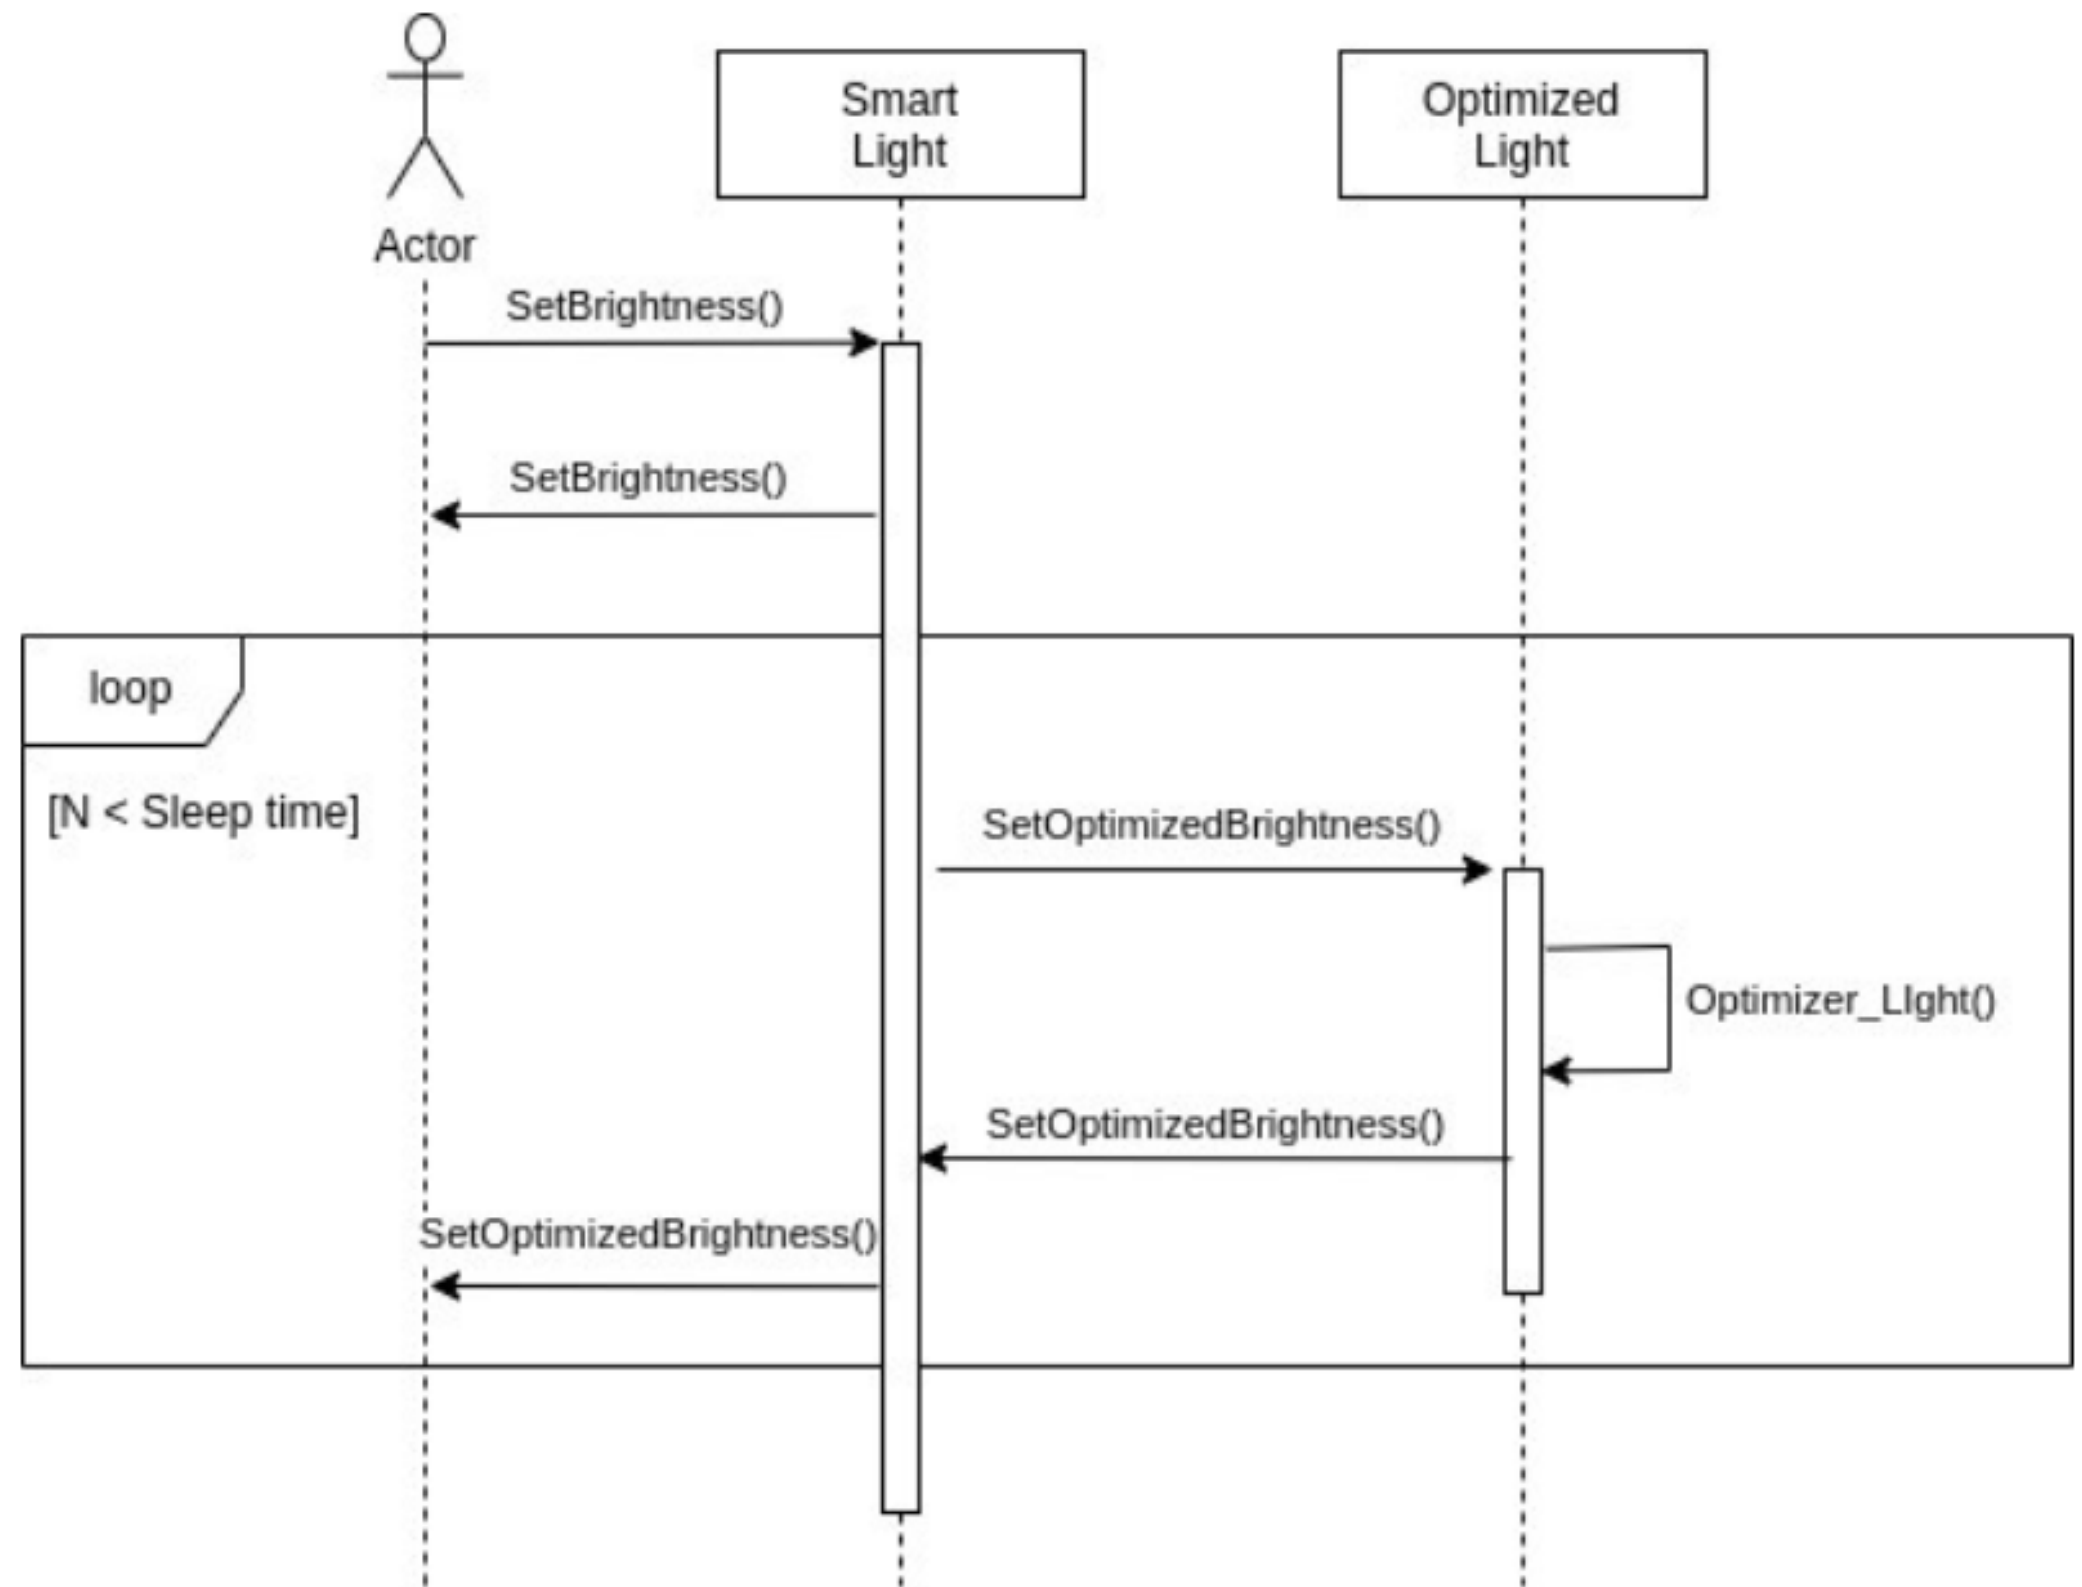 Smart
Light
Optimized
Light
Actor
SetBrightness()
SetBrightness()
loop
[N < Sleep time]
SetOptimizedBrightness()
Optimizer_LIght()
SetOptimizedBrightness()
SetOptimizedBrightness()